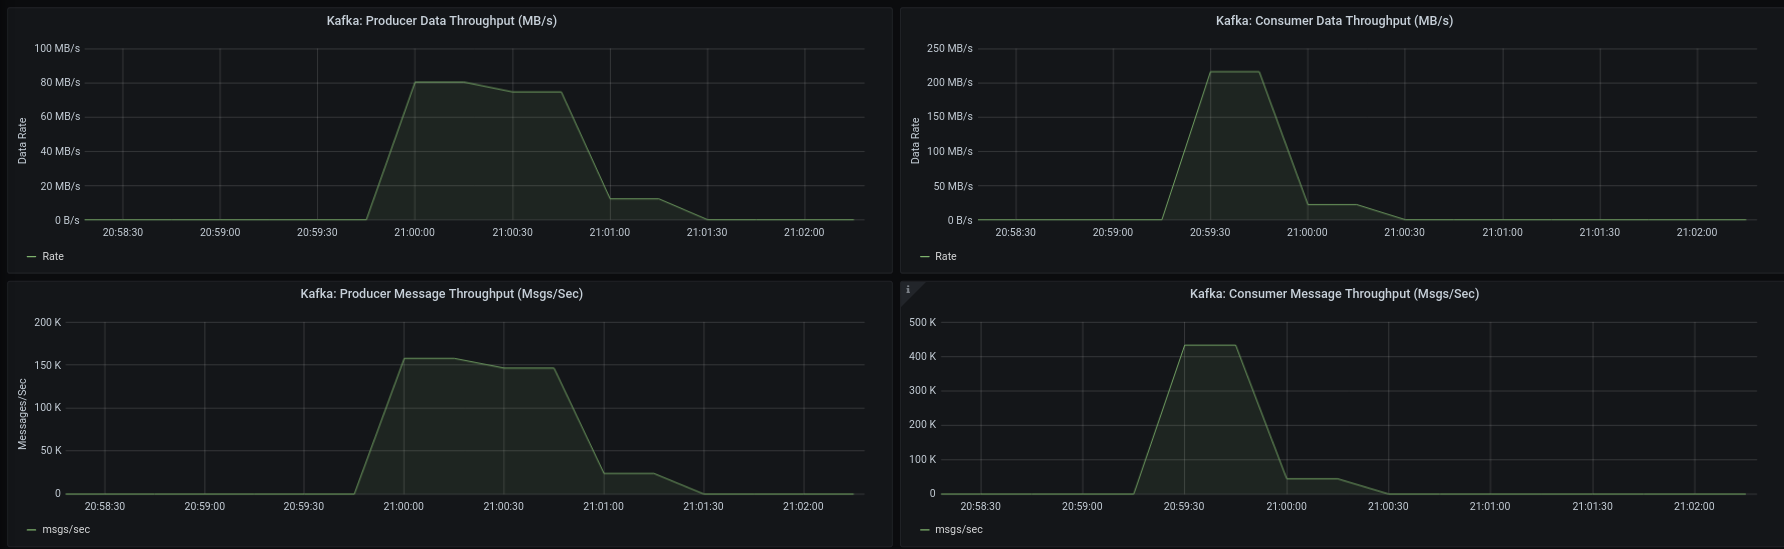 Kafka: Producer Data Throughput (MB/s)
100 MB/s
80 MB/s
60 MB/s
40 MB/s
20 MB/s
0 B/s
Data Rate
20:58:30 20:59:00 20:59:30 21:00:00 21:00:30 21:01:00 21:01:30 21:02:00
Rate
Kafka: Consumer Data Throughput (MB/s)
250 MB/s
200 MB/s
150 MB/s
100 MB/s
50 MB/s
0 B/s
Data Rate
20:58:30 20:59:00 20:59:30 21:00:00 21:00:30 21:01:00 21:01:30 21:02:00
Rate
Kafka: Producer Message Throughput (Msgs/Sec)
200 K
150 K
100 K
50 K
0
Messages/Sec
20:58:30 20:59:00 20:59:30 21:00:00 21:00:30 21:01:00 21:01:30 21:02:00
msgs/sec
i
Kafka: Consumer Message Throughput (Msgs/Sec)
500 K
400 K
300 K
200 K
100 K
0
20:58:30 20:59:00 20:59:30 21:00:00 21:00:30 21:01:00 21:01:30 21:02:00
msgs/sec